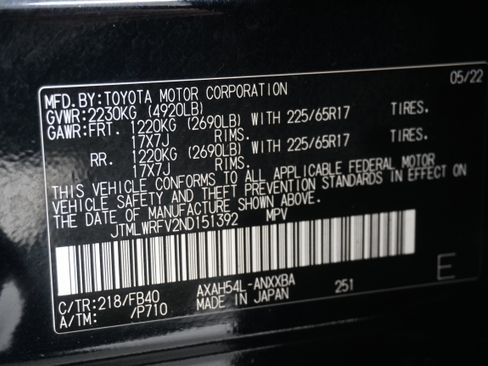 MFD.BY:TOYOTA MOTOR CORPORATION 05/22
GVWR:2230KG (4920LB)
GAWR:FRT. 1220KG (2690LB) WITH 225/65R17 TIRES.
17X7J RIMS.
RR. 1220KG (2690LB) WITH 225/65R17 TIRES.
17X7J RIMS.
THIS VEHICLE CONFORMS TO ALL APPLICABLE FEDERAL MOTOR
VEHICLE SAFETY AND THEFT PREVENTION STANDARDS IN EFFECT ON
THE DATE OF MANUFACTURE SHOWN ABOVE.
JTMLWRFV2ND151392 MPV
C/TR:218/FB40 AXAH54L-ANXXBA 251 E
A/TM: /P710 MADE IN JAPAN